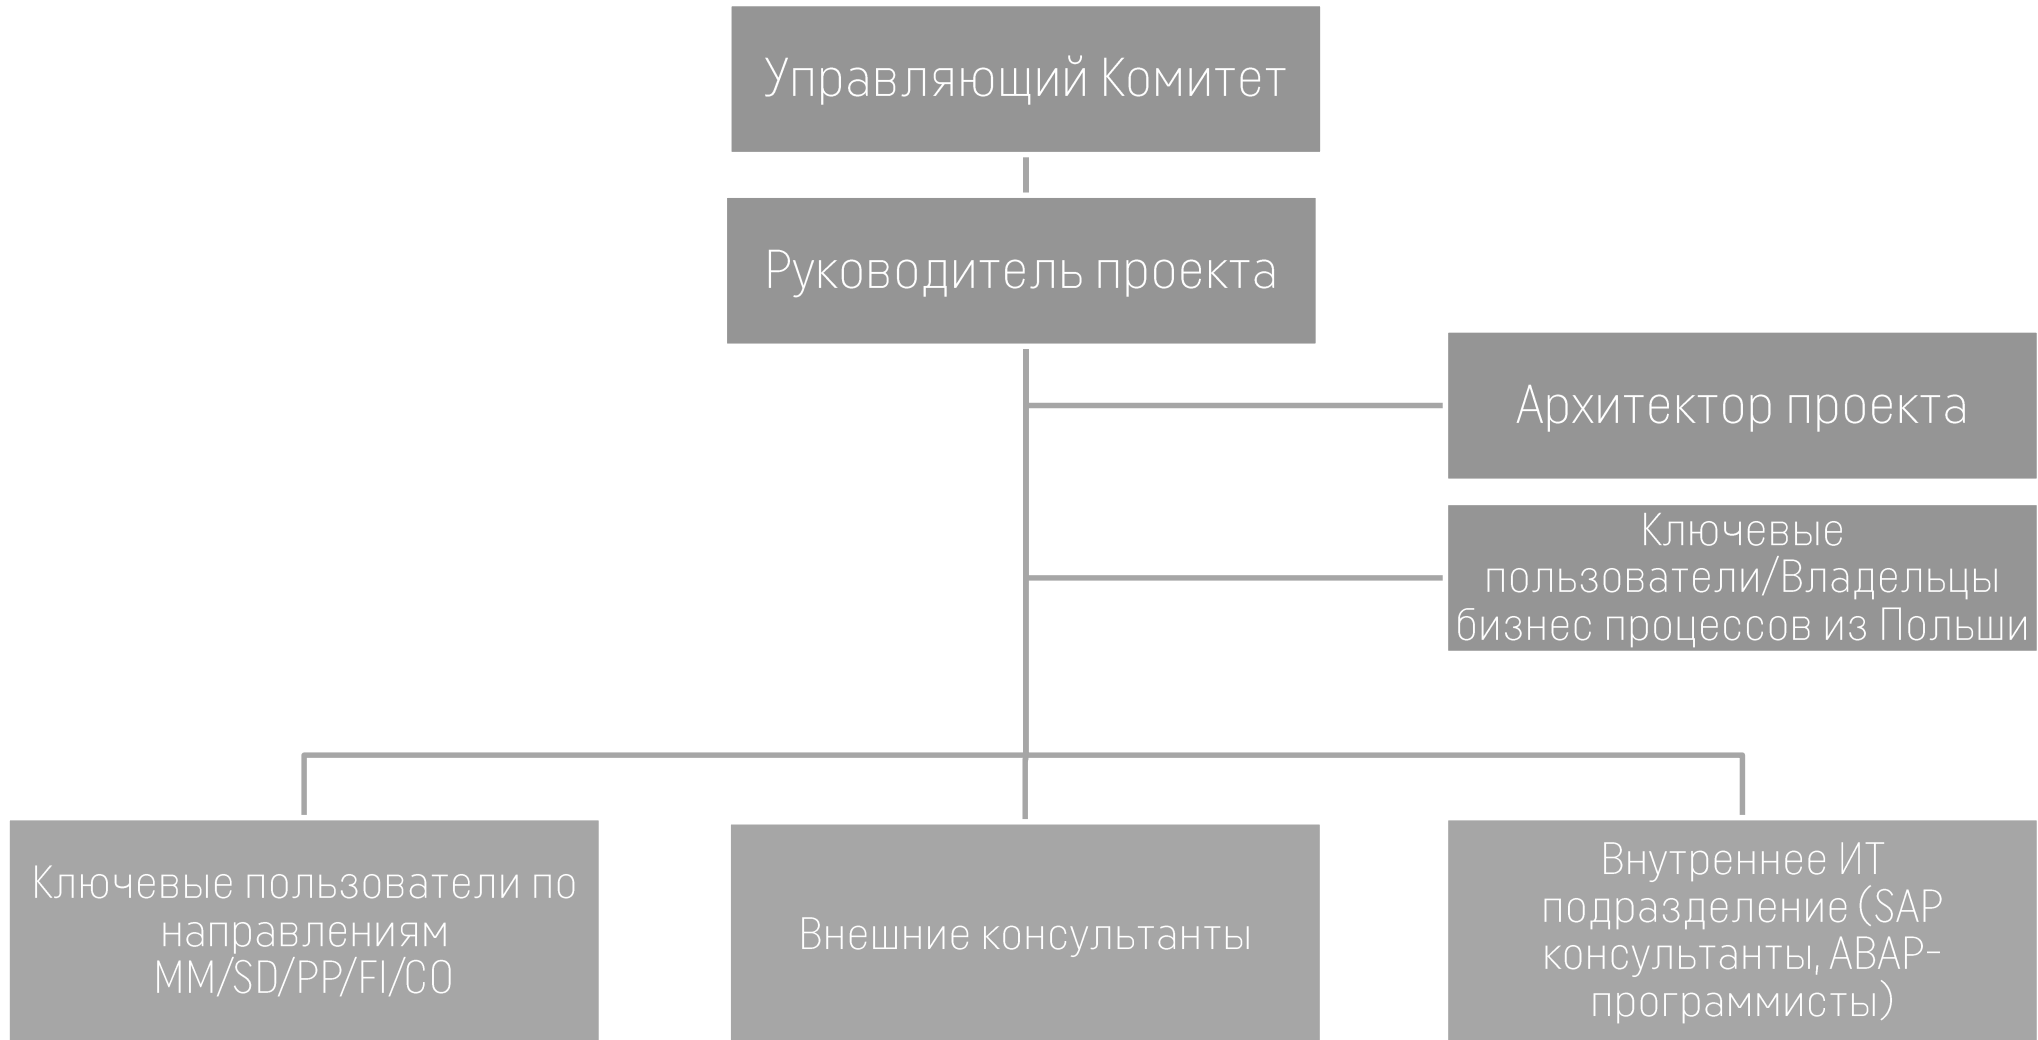 Управляющий Комитет
Руководитель проекта
Архитектор проекта
Ключевые
пользователи/Владельцы
бизнес процессов из Польши
Ключевые пользователи по
направлениям
MM/SD/PP/FI/CO
Внешние консультанты
Внутреннее ИТ
подразделение (SAP
консультанты, ABAP-
программисты)